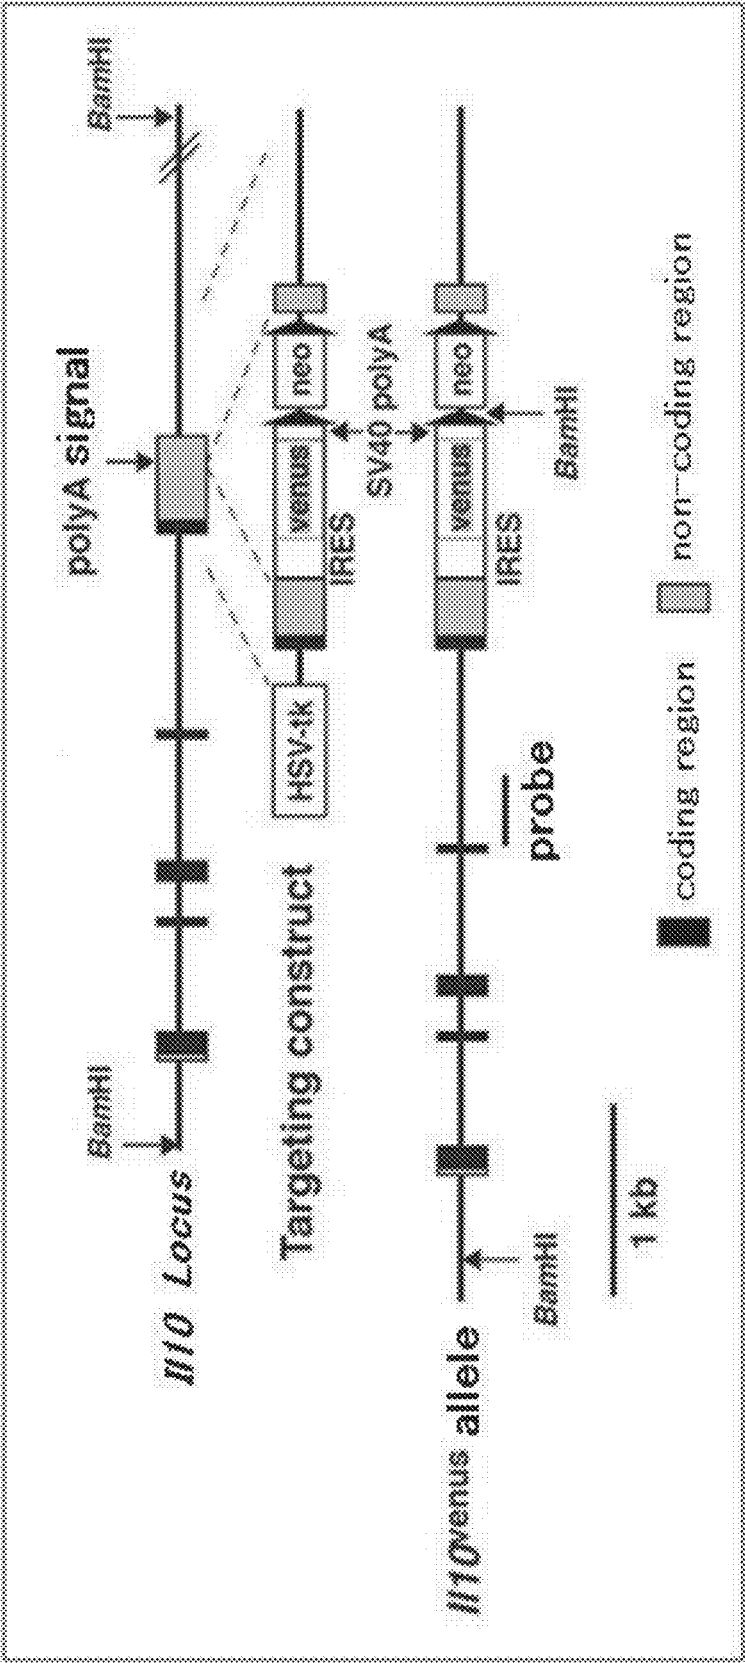 polyA signal
BamHI
BamHI
Il10 Locus
Targeting construct
HSV-tk
venus
neo
IRES
SV40 polyA
Il10venus allele
venus
neo
IRES
probe
BamHI
BamHI
1 kb
coding region
non-coding region